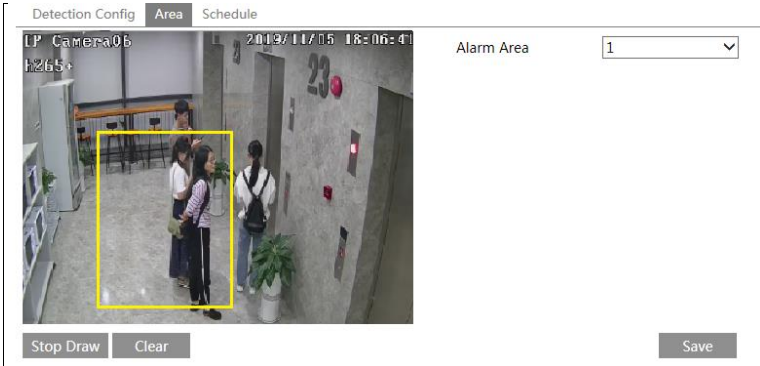 Detection Config Area Schedule
IP Camera06 2019/11/05 18:06:41
h265+
23
Alarm Area 1
Stop Draw Clear Save